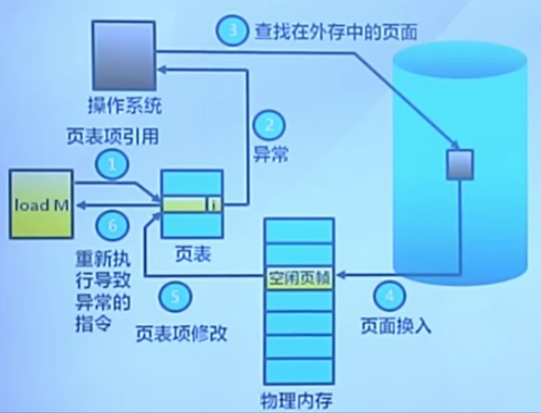 ③ 查找在外存中的页面
操作系统
页表项引用
①
②
异常
load M
i
⑥
页表
重新执
行导致
异常的
指令
空闲页帧
⑤
页表项修改
④
页面换入
物理内存